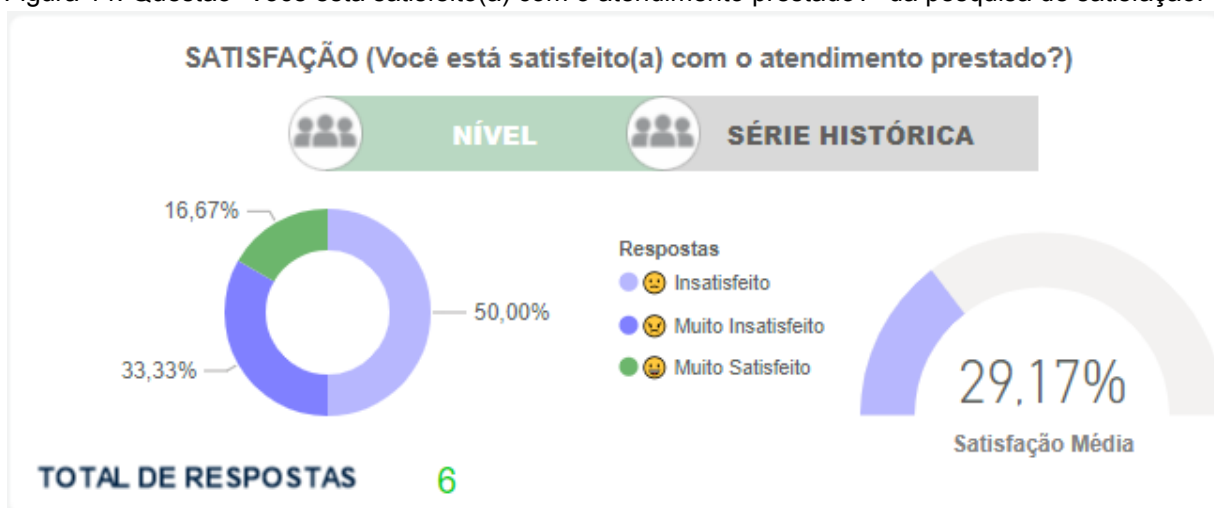 SATISFAÇÃO (Você está satisfeito(a) com o atendimento prestado?)
NÍVEL
SÉRIE HISTÓRICA
16,67%
50,00%
33,33%
Respostas
Insatisfeito
Muito Insatisfeito
Muito Satisfeito
29,17%
Satisfação Média
TOTAL DE RESPOSTAS 6